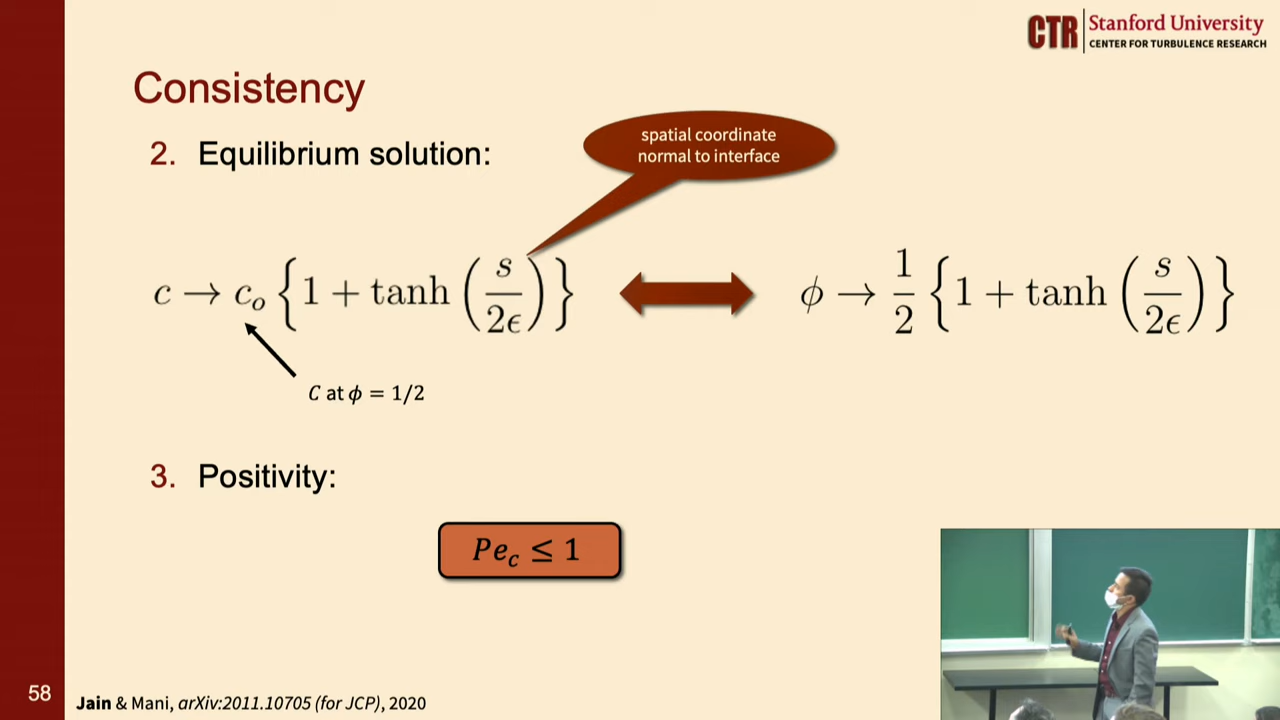 CTR Stanford University
CENTER FOR TURBULENCE RESEARCH
Consistency
2. Equilibrium solution:
spatial coordinate
normal to interface
c → c_o {1 + tanh (s/2ϵ)} ϕ → 1/2 {1 + tanh (s/2ϵ)}
C at ϕ = 1/2
3. Positivity:
Pe_c ≤ 1
58
Jain & Mani, arXiv:2011.10705 (for JCP), 2020